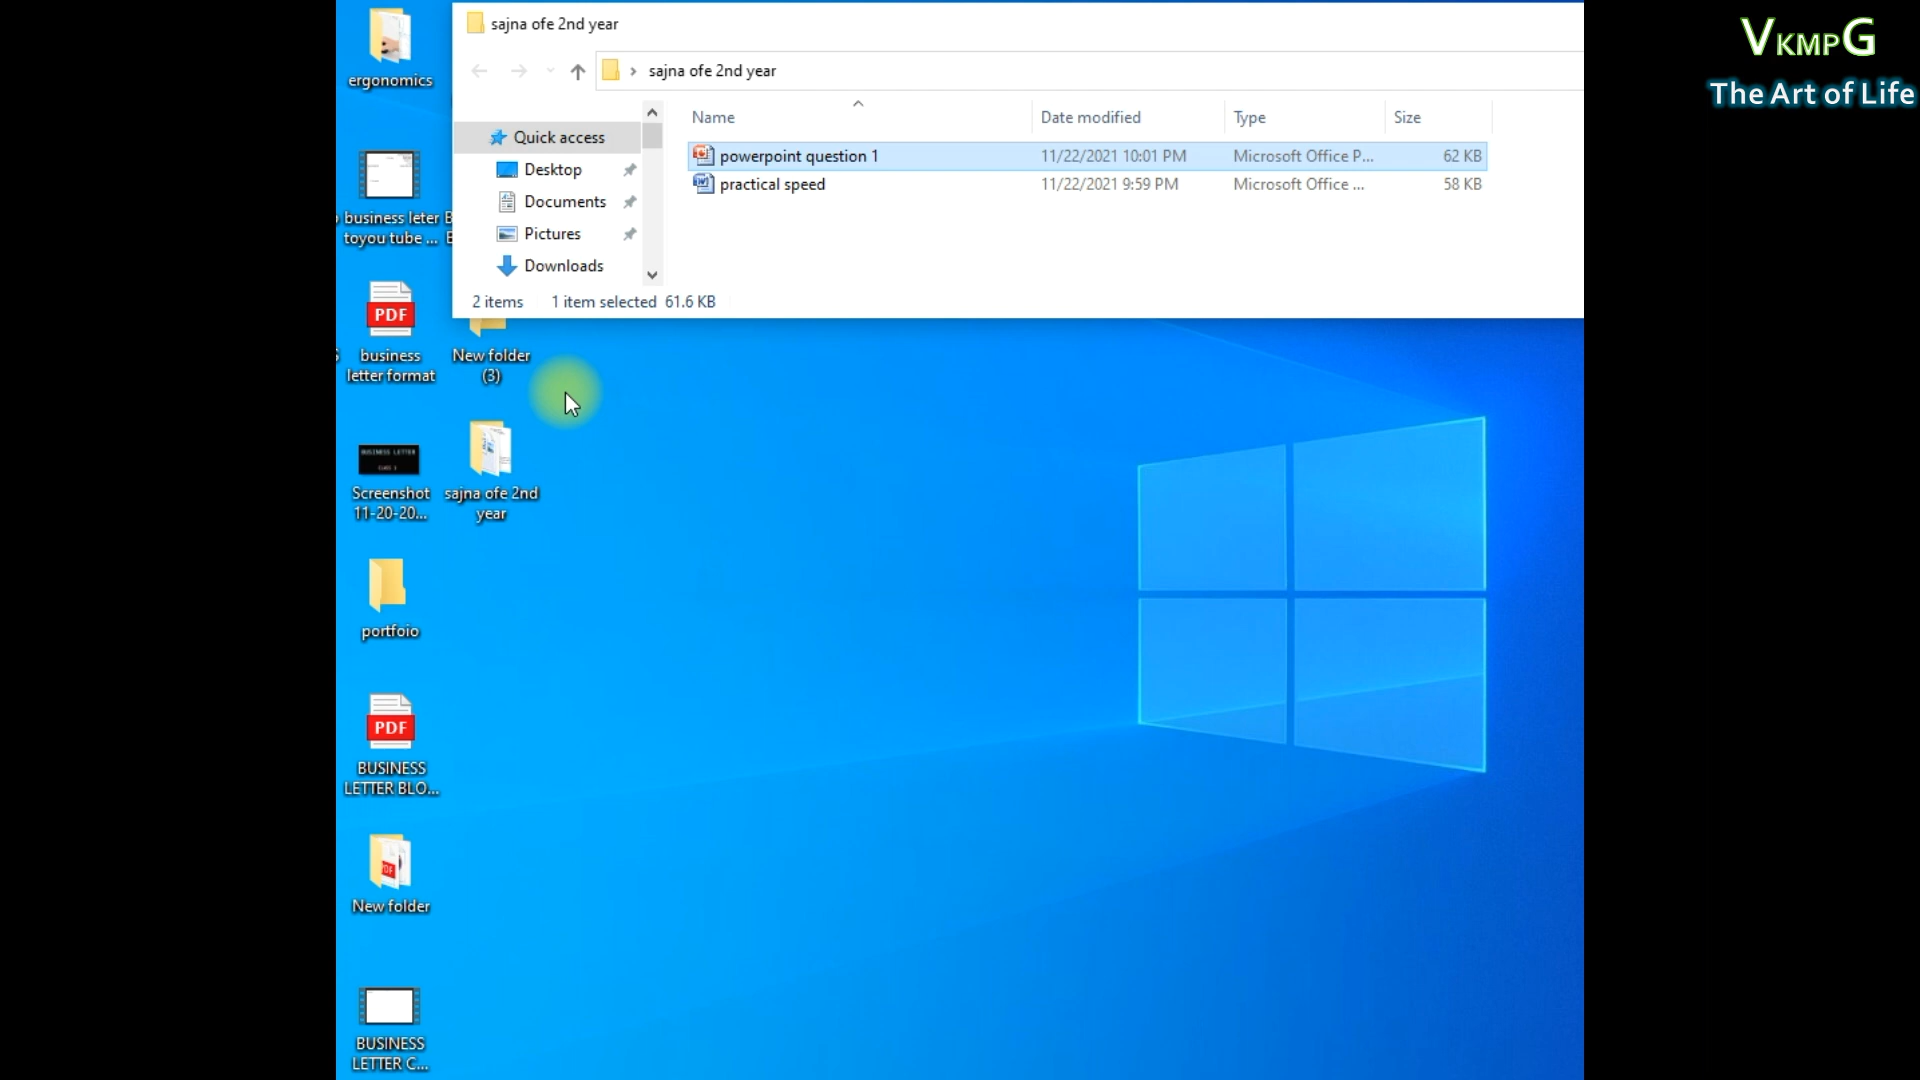 VKMPG
The Art of Life
sajna ofe 2nd year
sajna ofe 2nd year
Name
Date modified
Type
Size
Quick access
Desktop
Documents
Pictures
Downloads
powerpoint question 1 11/22/2021 10:01 PM Microsoft Office P... 62 KB
practical speed 11/22/2021 9:59 PM Microsoft Office ... 58 KB
2 items 1 item selected 61.6 KB
ergonomics
business leter
toyou tube ...
PDF
business
letter format
New folder
(3)
BUSINESS LETTER
Screenshot
11-20-20...
sajna ofe 2nd
year
portfoio
PDF
BUSINESS
LETTER BLO...
PDF
New folder
BUSINESS
LETTER C...